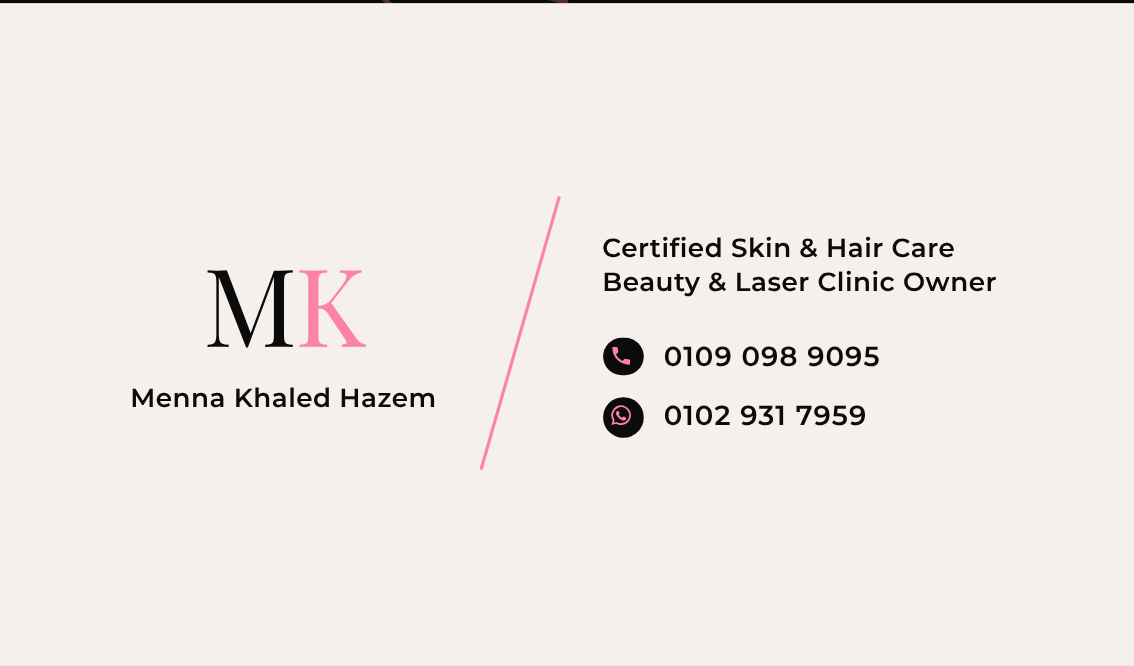 MK
Menna Khaled Hazem
Certified Skin & Hair Care
Beauty & Laser Clinic Owner
0109 098 9095
0102 931 7959